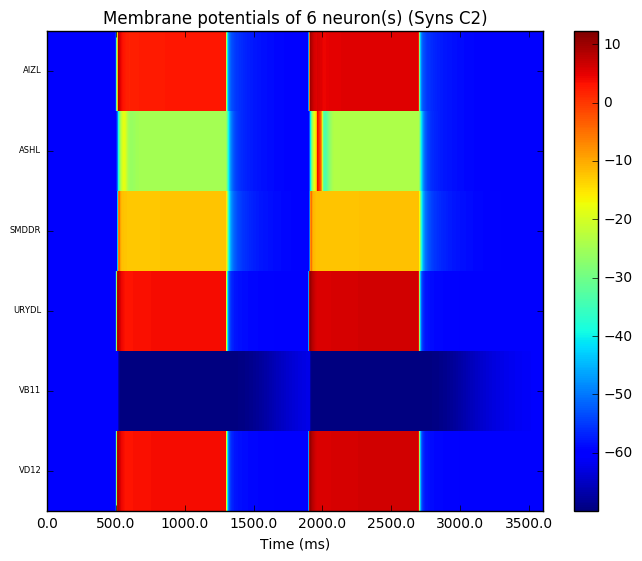 Membrane potentials of 6 neuron(s) (Syns C2)
AIZL
ASHL
SMDDR
URYDL
VB11
VD12
0.0 500.0 1000.0 1500.0 2000.0 2500.0 3000.0 3500.0
Time (ms)
10
0
−10
−20
−30
−40
−50
−60